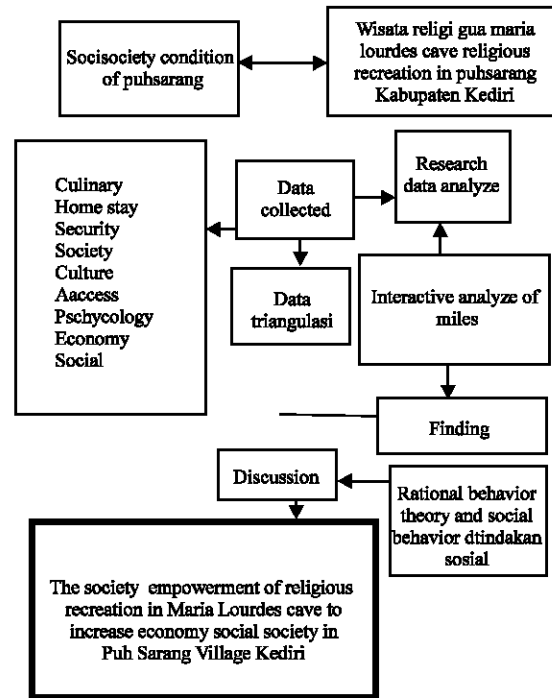 Socisociety condition
of puhsarang
Wisata religi gua maria
lourdes cave religious
recreation in puhsarang
Kabupaten Kediri
Culinary
Home stay
Security
Society
Culture
Aaccess
Pschycology
Economy
Social
Data
collected
Research
data analyze
Data
triangulasi
Interactive analyze of
miles
Finding
Discussion
Rational behavior
theory and social
behavior dtindakan
sosial
The society empowerment of religious
recreation in Maria Lourdes cave to
increase economy social society in
Puh Sarang Village Kediri